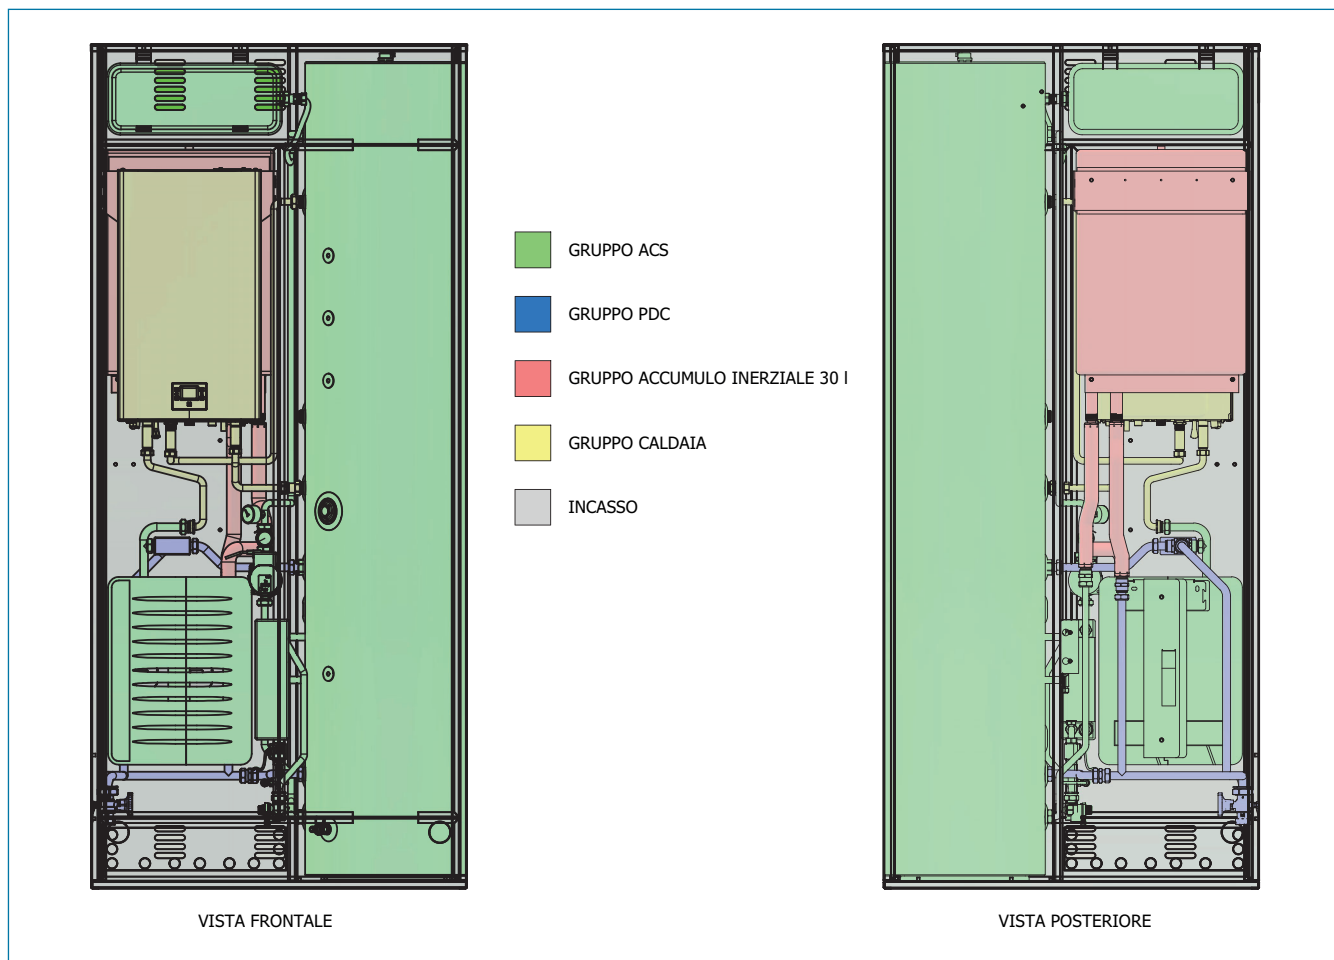 GRUPPO ACS
GRUPPO PDC
GRUPPO ACCUMULO INERZIALE 30 l
GRUPPO CALDAIA
INCASSO
VISTA FRONTALE
VISTA POSTERIORE